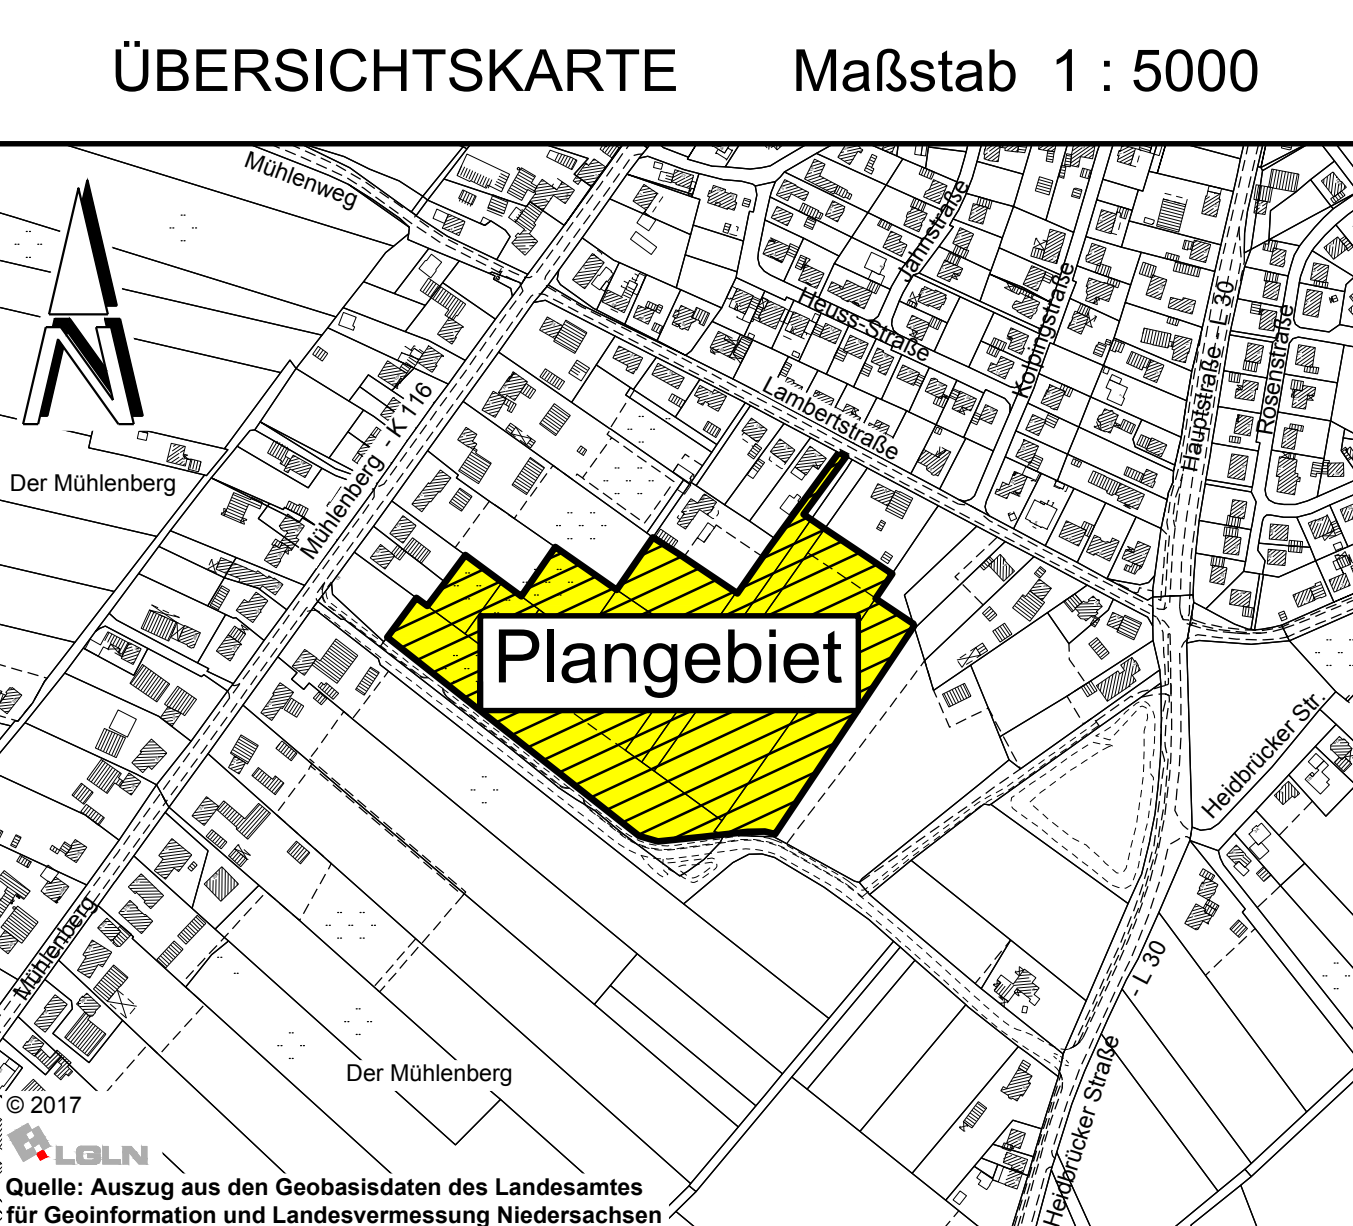 ÜBERSICHTSKARTE Maßstab 1 : 5000
Mühlenweg
N
Jahnstraße
Heuss-Straße
Kolpingstraße
Hauptstraße - L 30
Rosenstraße
Lambertstraße
Mühlenberg - K 116
Der Mühlenberg
Plangebiet
Heidbrücker Str.
Mühlenberg
Heidbrücker Straße - L 30
Der Mühlenberg
© 2017
LGLN
Quelle: Auszug aus den Geobasisdaten des Landesamtes
für Geoinformation und Landesvermessung Niedersachsen